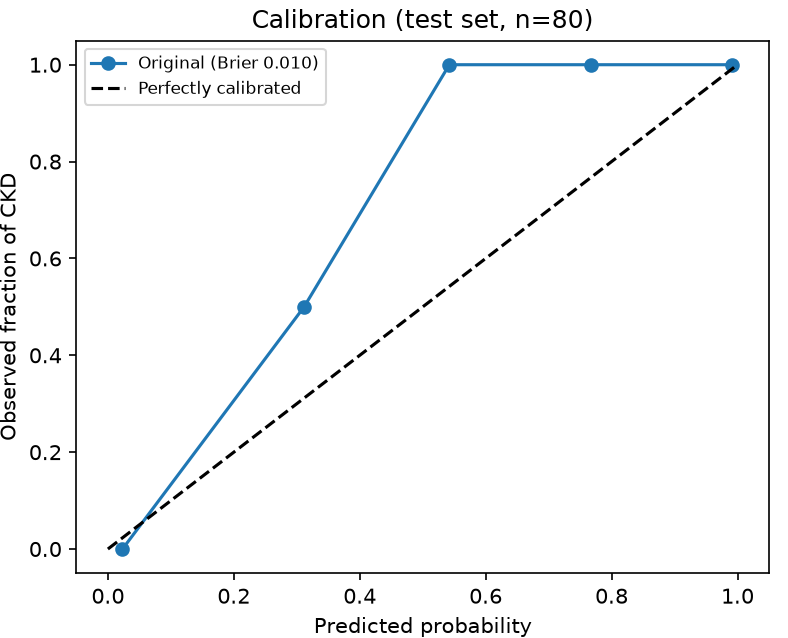 Calibration (test set, n=80)
Original (Brier 0.010)
Perfectly calibrated
1.0
0.8
0.6
0.4
0.2
0.0
Observed fraction of CKD
0.0 0.2 0.4 0.6 0.8 1.0
Predicted probability